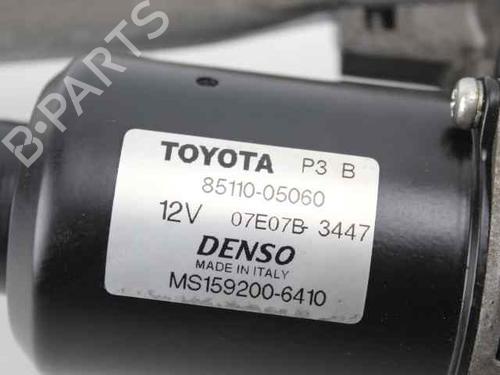 B-PARTS
TOYOTA P3 B
85110-05060
12V 07E07B-3447
DENSO
MADE IN ITALY
MS159200-6410